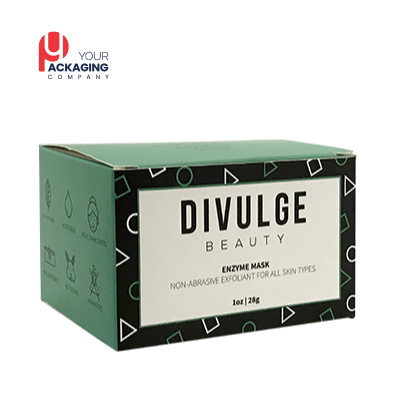 YOUR
PACKAGING
COMPANY
DIVULGE
BEAUTY
ENZYME MASK
NON-ABRASIVE EXFOLIANT FOR ALL SKIN TYPES
1oz | 28g